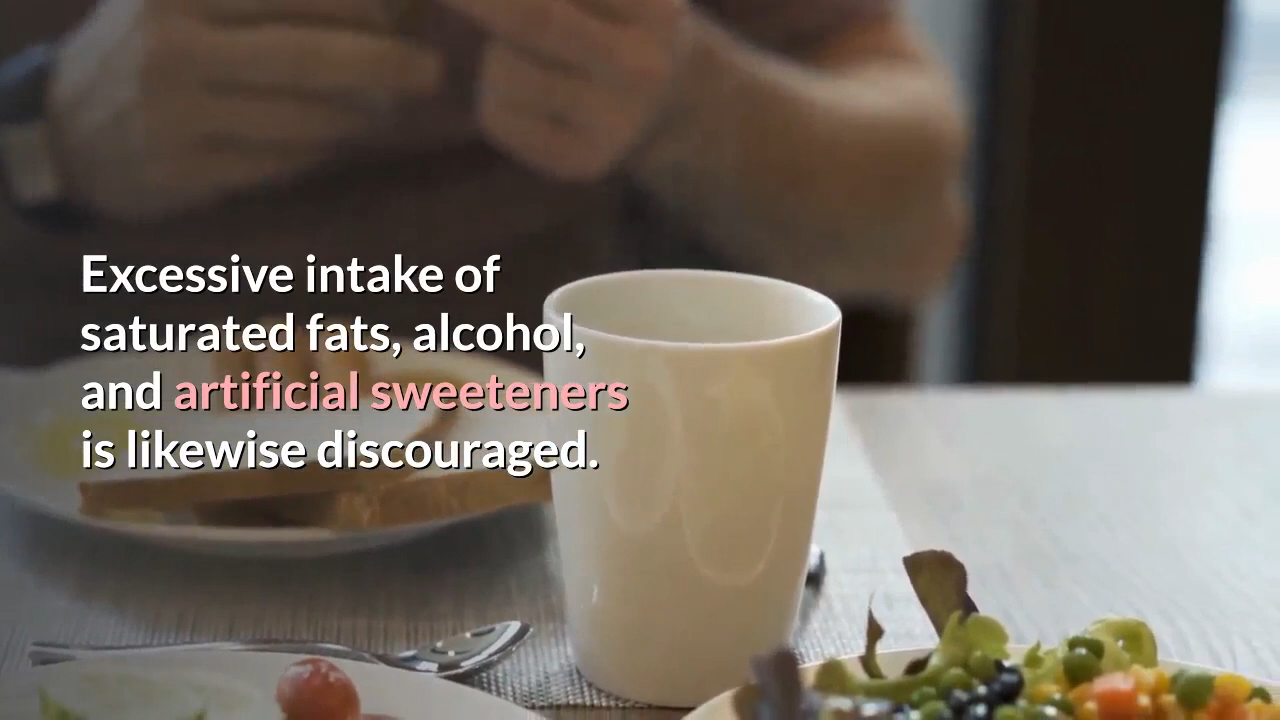 Excessive intake of
saturated fats, alcohol,
and artificial sweeteners
is likewise discouraged.